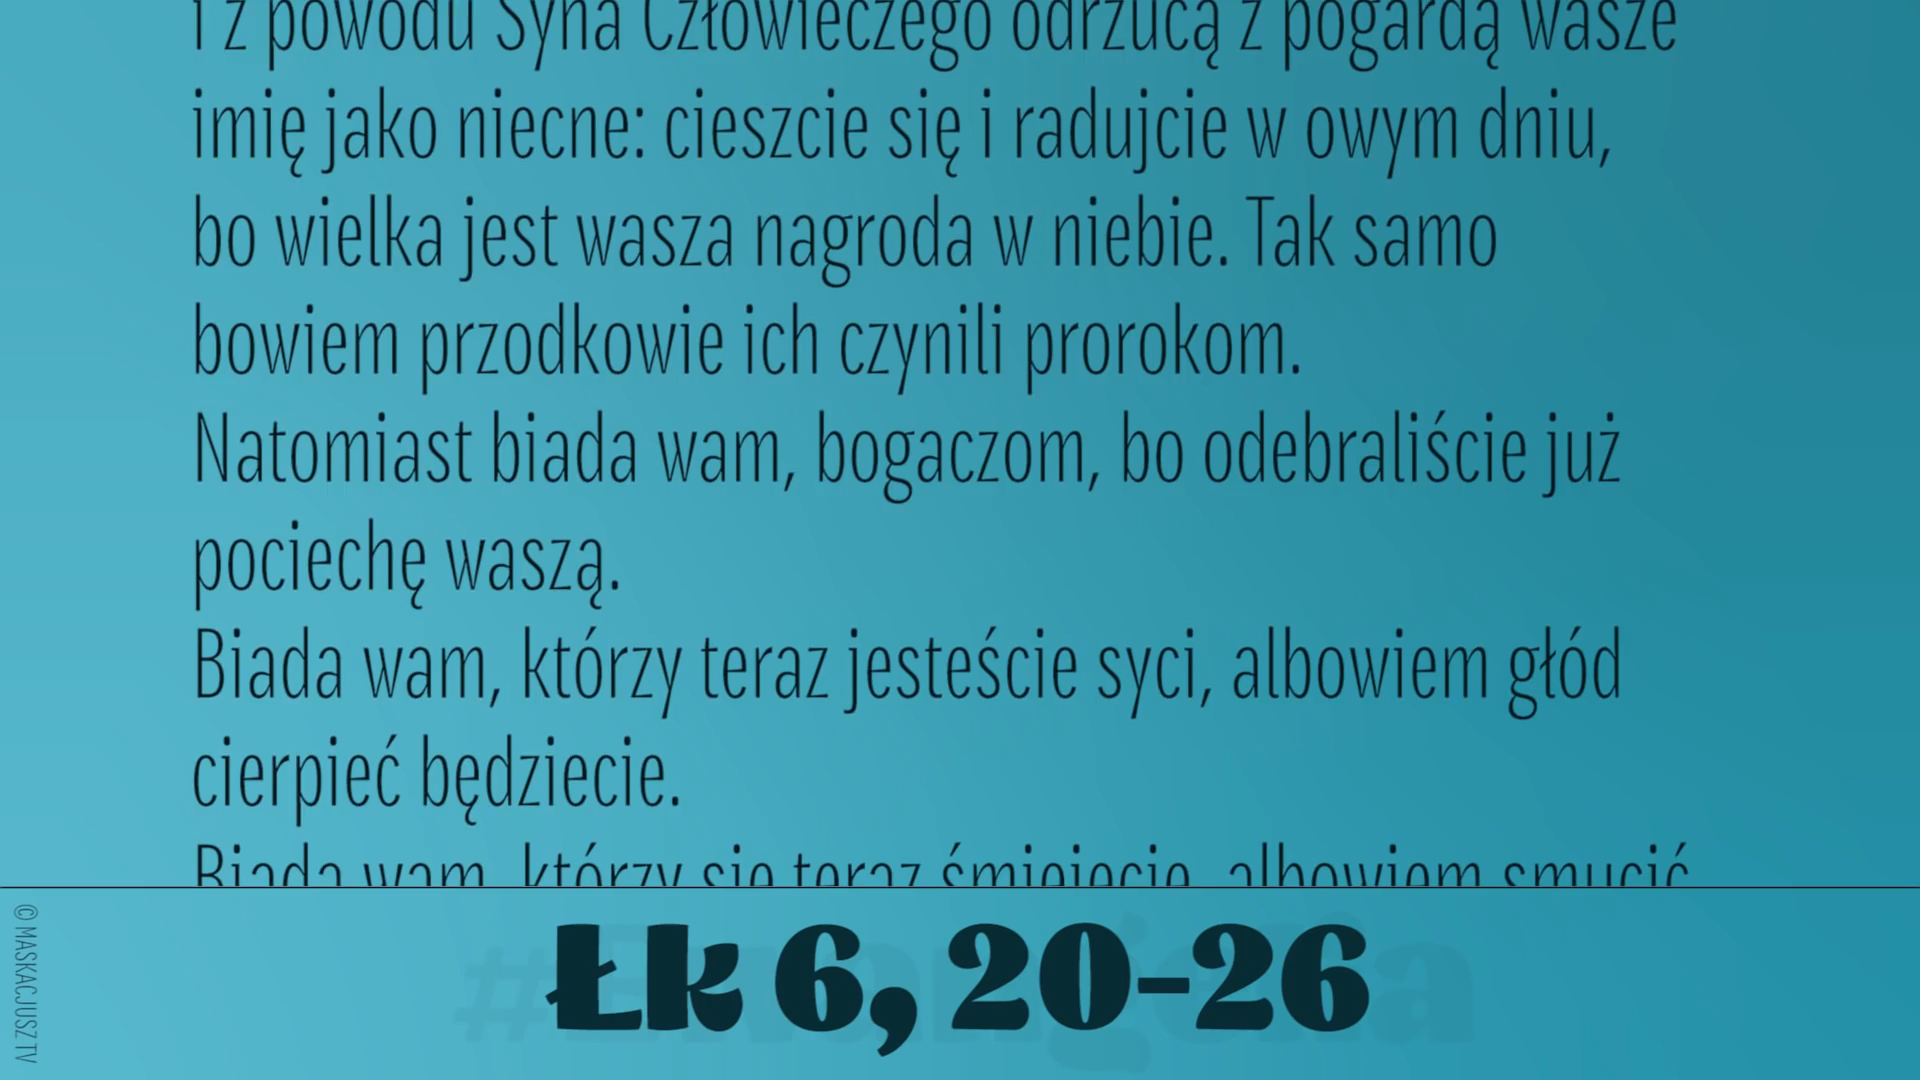 i z powodu Syna Człowieczego odrzucą z pogardą wasze
imię jako niecne: cieszcie się i radujcie w owym dniu,
bo wielka jest wasza nagroda w niebie. Tak samo
bowiem przodkowie ich czynili prorokom.
Natomiast biada wam, bogaczom, bo odebraliście już
pociechę waszą.
Biada wam, którzy teraz jesteście syci, albowiem głód
cierpieć będziecie.
Biada wam, którzy się teraz śmiejecie, albowiem smucić
#Ewangelia
Łk 6, 20-26
© MASKACJUSZ TV